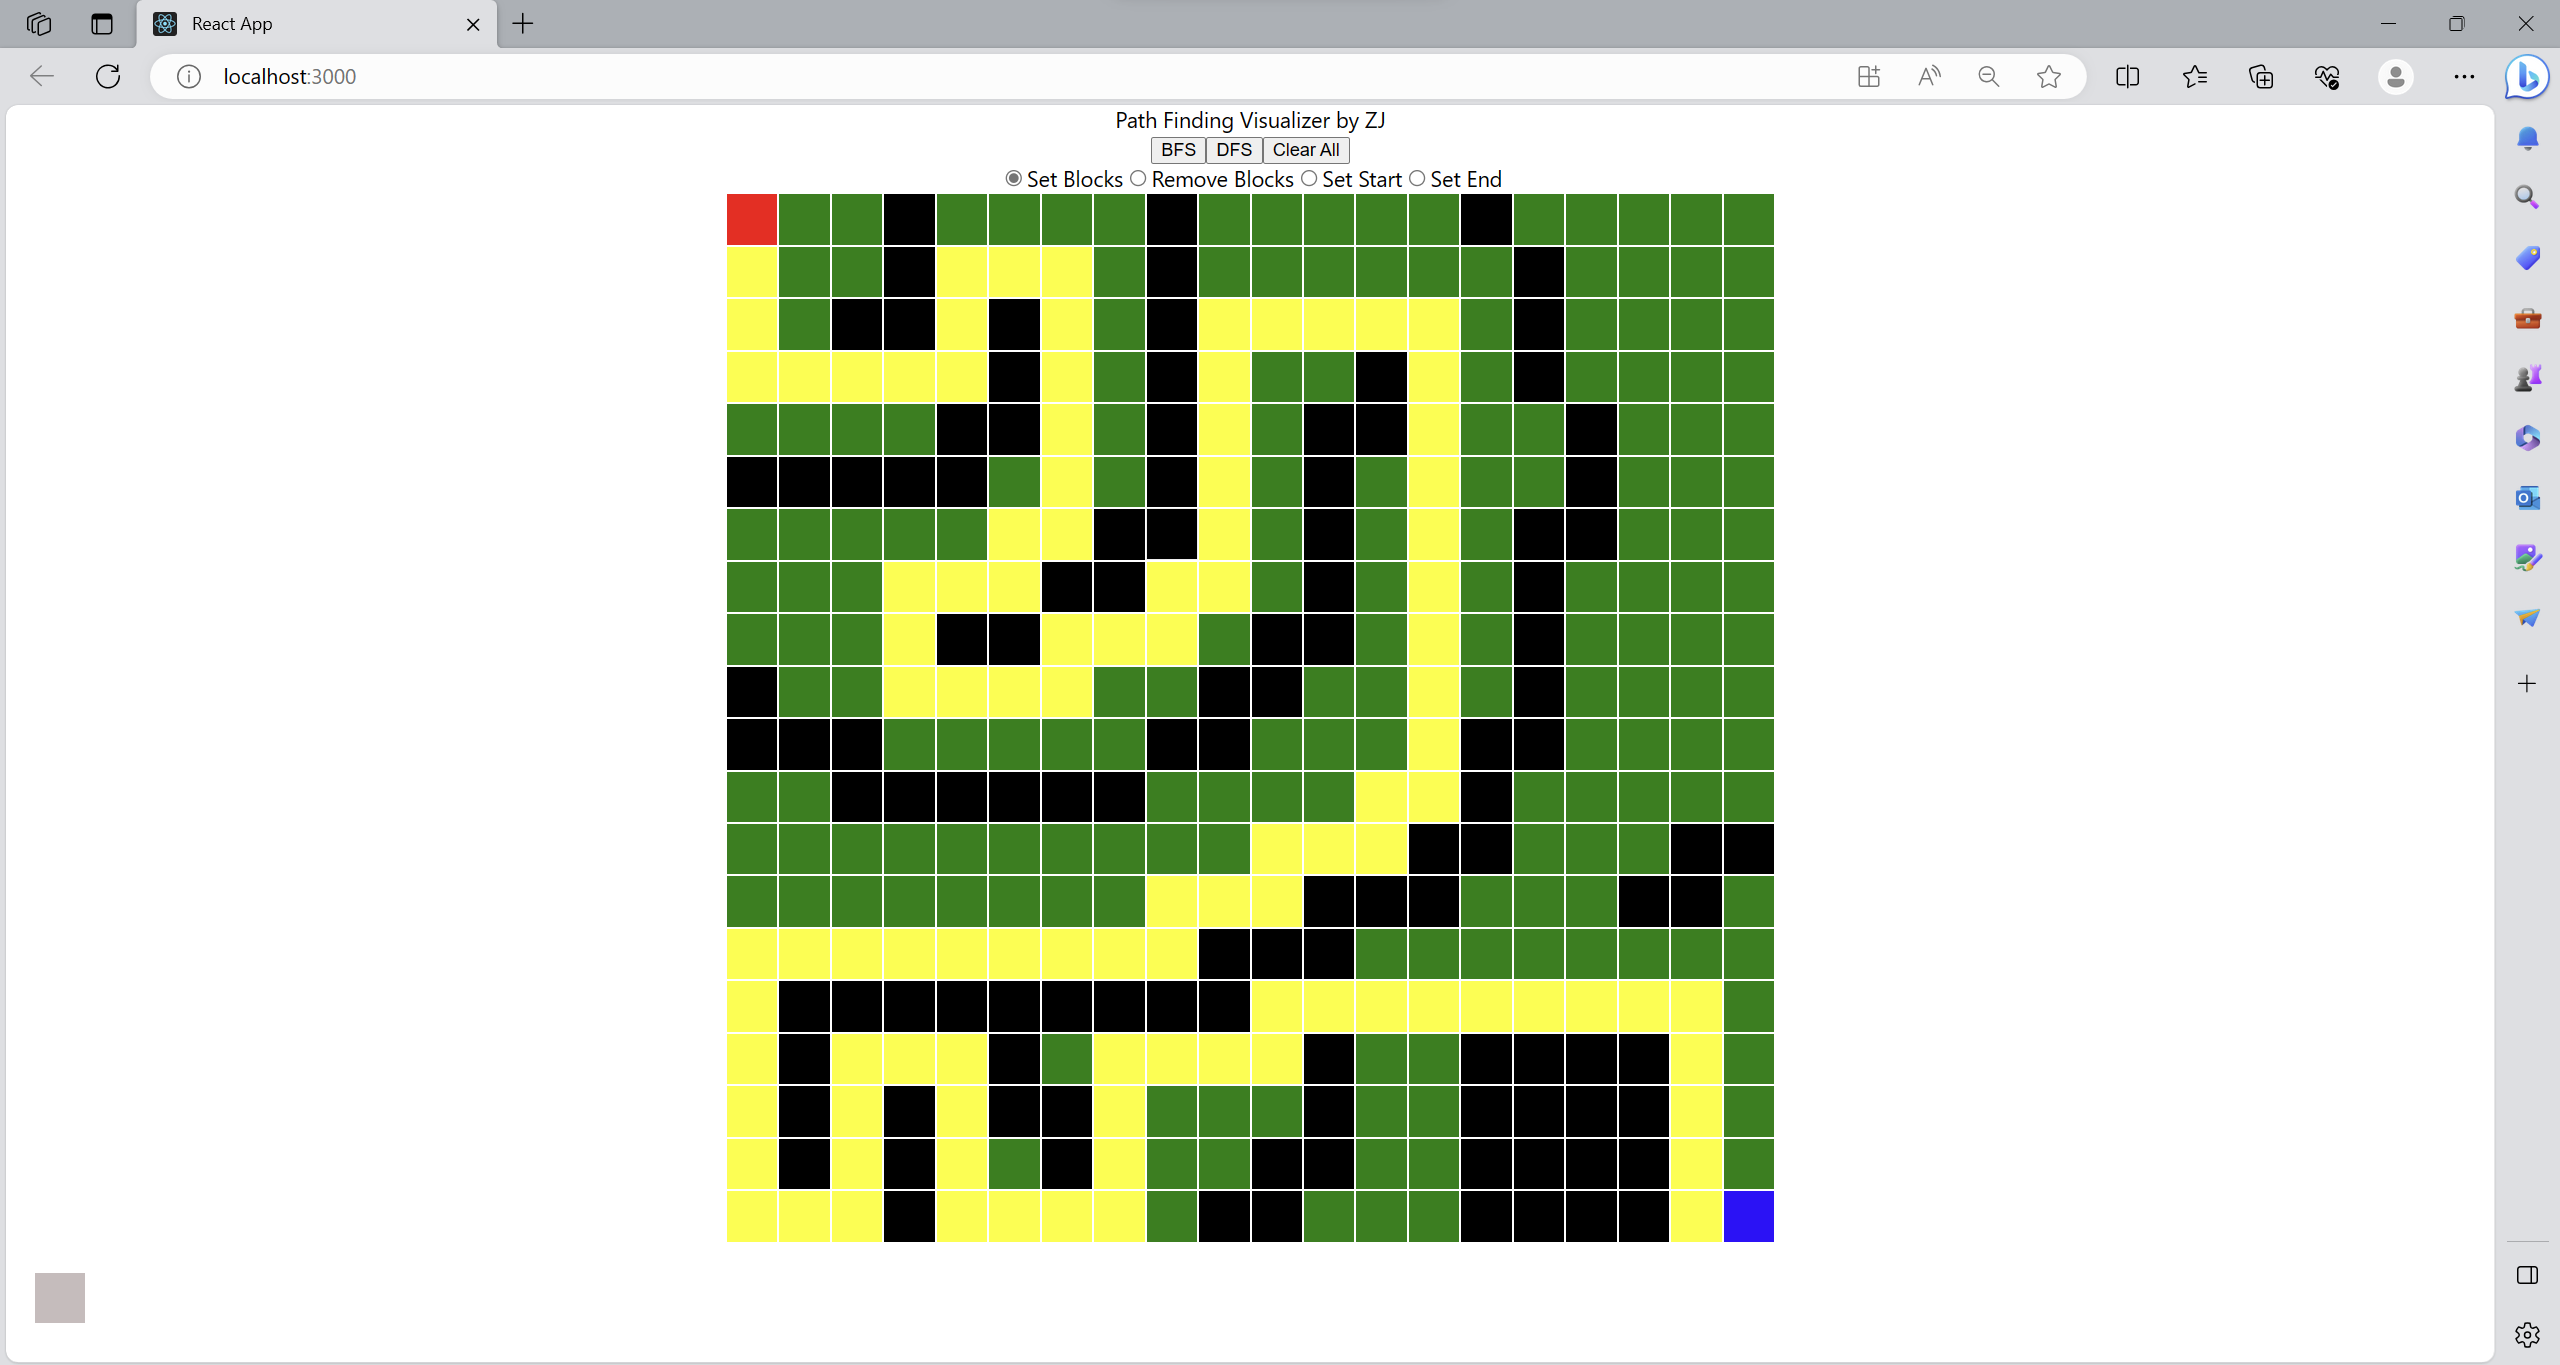 React App
localhost:3000
Path Finding Visualizer by ZJ
BFS DFS Clear All
Set Blocks Remove Blocks Set Start Set End